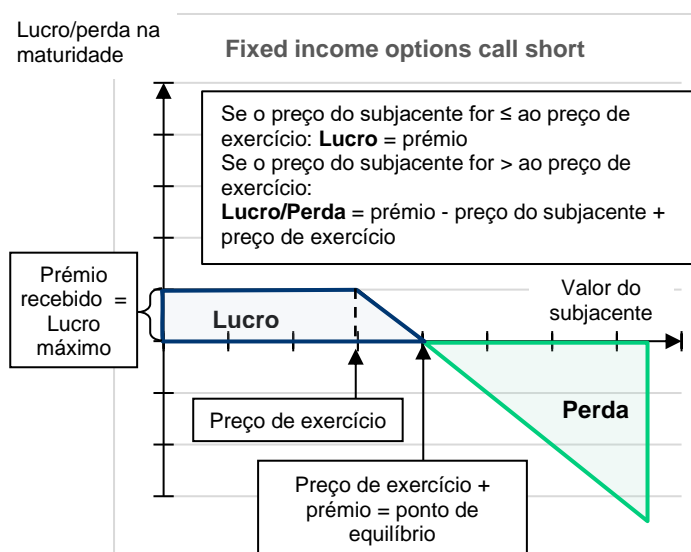 Lucro/perda na
maturidade
Fixed income options call short
Se o preço do subjacente for ≤ ao preço de
exercício: Lucro = prémio
Se o preço do subjacente for > ao preço de
exercício:
Lucro/Perda = prémio - preço do subjacente +
preço de exercício
Prémio
recebido =
Lucro
máximo
Lucro
Valor do
subjacente
Preço de exercício
Perda
Preço de exercício +
prémio = ponto de
equilíbrio